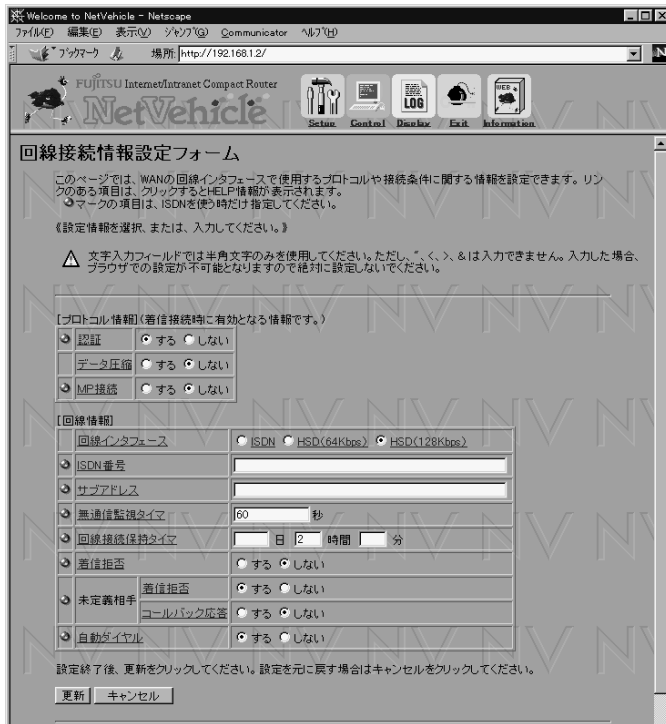 Welcome to NetVehicle - Netscape
ファイル(F) 編集(E) 表示(V) ジャンプ(G) Communicator ヘルプ(H)
ブックマーク 場所: http://192.168.1.2/
FUJITSU Internet/Intranet Compact Router
NetVehicle
Setup Control Display Exit Information
LOG
WEB
回線接続情報設定フォーム
このページでは、WANの回線インタフェースで使用するプロトコルや接続条件に関する情報を設定できます。リン
クのある項目は、クリックするとHELP情報が表示されます。
マークの項目は、ISDNを使う時だけ指定してください。
《設定情報を選択、または、入力してください。》
文字入力フィールドでは半角文字のみを使用してください。ただし、"、<、>、&は入力できません。入力した場合、
ブラウザでの設定が不可能となりますので絶対に設定しないでください。
[プロトコル情報](着信接続時に有効となる情報です。)
認証 する しない
データ圧縮 する しない
MP接続 する しない
[回線情報]
回線インタフェース ISDN HSD(64Kbps) HSD(128Kbps)
ISDN番号
サブアドレス
無通信監視タイマ 60 秒
回線接続保持タイマ 日 2 時間 分
着信拒否 する しない
未定義相手 着信拒否 する しない
コールバック応答 する しない
自動ダイヤル する しない
設定終了後、更新をクリックしてください。設定を元に戻す場合はキャンセルをクリックしてください。
更新 キャンセル